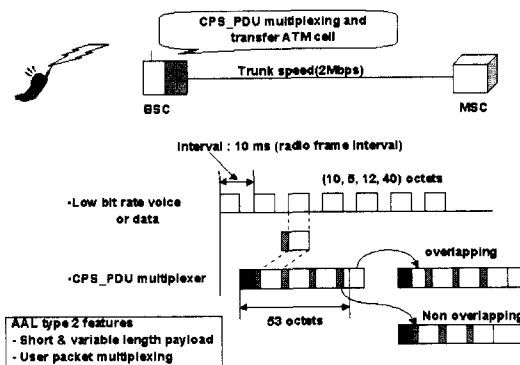 CPS_PDU multiplexing and
transfer ATM cell
Trunk speed(2Mbps)
BSC
MSC
Interval : 10 ms (radio frame interval)
(10, 5, 12, 40) octets
•Low bit rate voice
or data
overlapping
•CPS_PDU multiplexer
53 octets
Non overlapping
AAL type 2 features
- Short & variable length payload
- User packet multiplexing